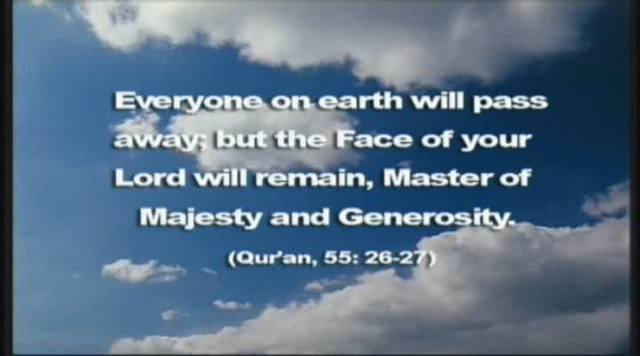 Everyone on earth will pass
away; but the Face of your
Lord will remain, Master of
Majesty and Generosity.
(Qur'an, 55: 26-27)